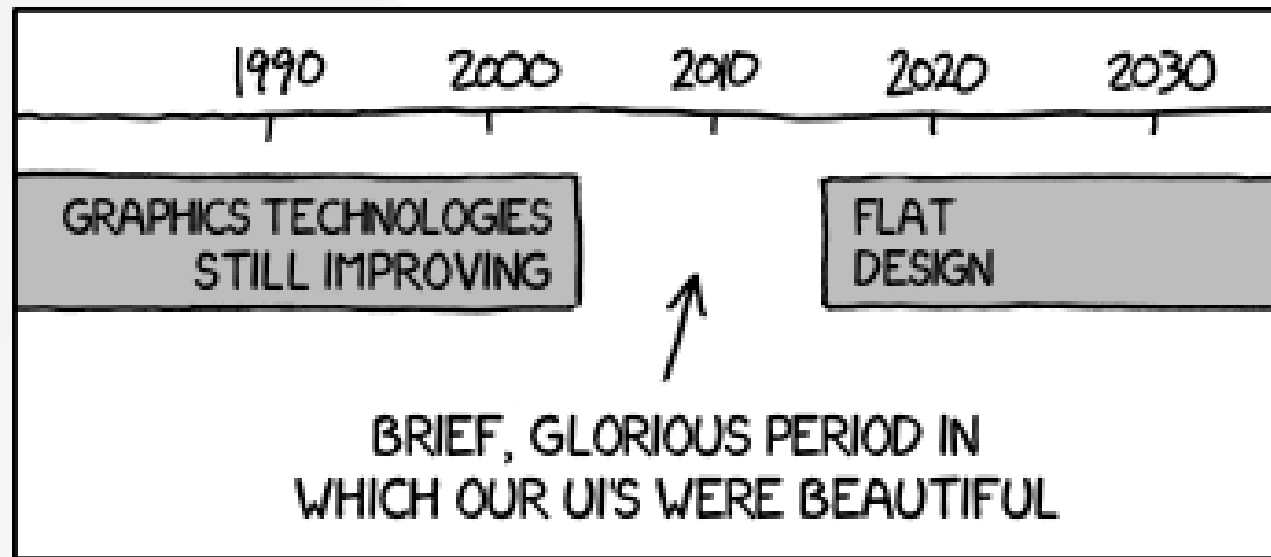 1990 2000 2010 2020 2030
GRAPHICS TECHNOLOGIES
STILL IMPROVING
FLAT
DESIGN
BRIEF, GLORIOUS PERIOD IN
WHICH OUR UI'S WERE BEAUTIFUL